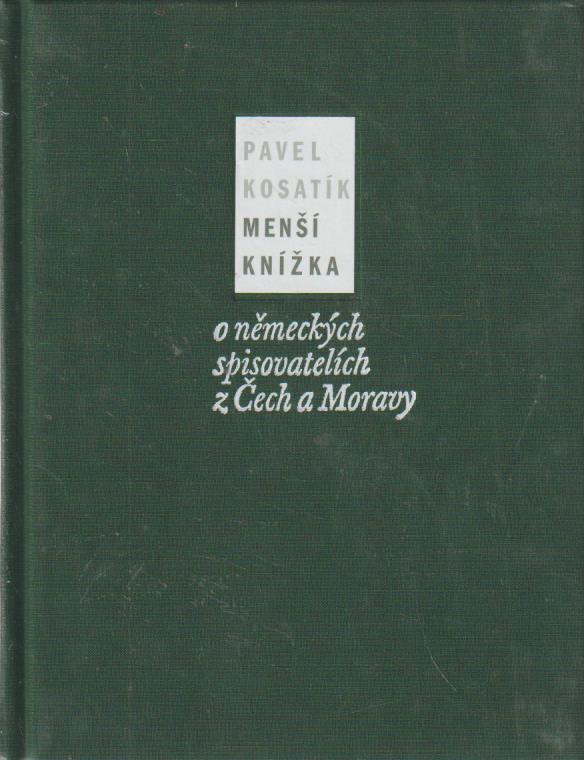 PAVEL
KOSATÍK
MENŠÍ
KNÍŽKA
o německých
spisovatelích
z Čech a Moravy